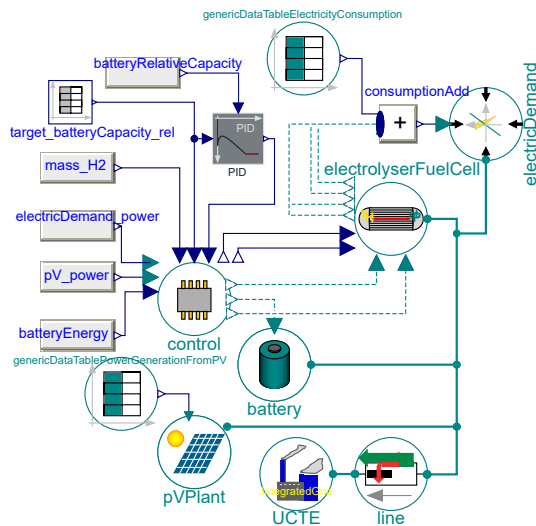 genericDataTableElectricityConsumption
batteryRelativeCapacity
consumptionAdd
+
target_batteryCapacity_rel
PID
PID
electricDemand
mass_H2
electrolyserFuelCell
electricDemand_power
pV_power
batteryEnergy
control
genericDataTablePowerGenerationFromPV
battery
pVPlant
IntegratedGrid
UCTE
line